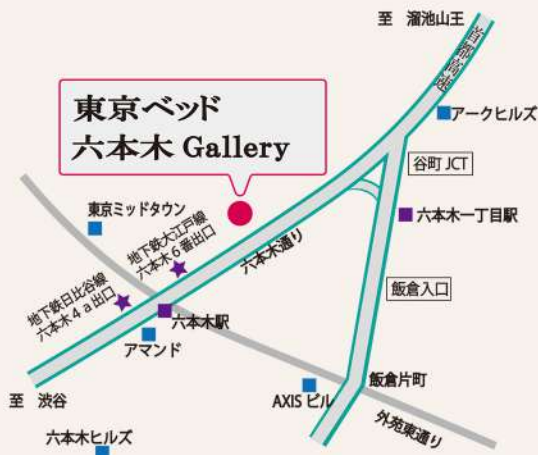 至 溜池山王
首都高速
アークヒルズ
東京ベッド
六本木 Gallery
谷町 JCT
六本木一丁目駅
東京ミッドタウン
地下鉄大江戸線
六本木6番出口
六本木通り
地下鉄日比谷線
六本木4a出口
飯倉入口
六本木駅
アマンド
飯倉片町
至 渋谷
AXIS ビル
外苑東通り
六本木ヒルズ